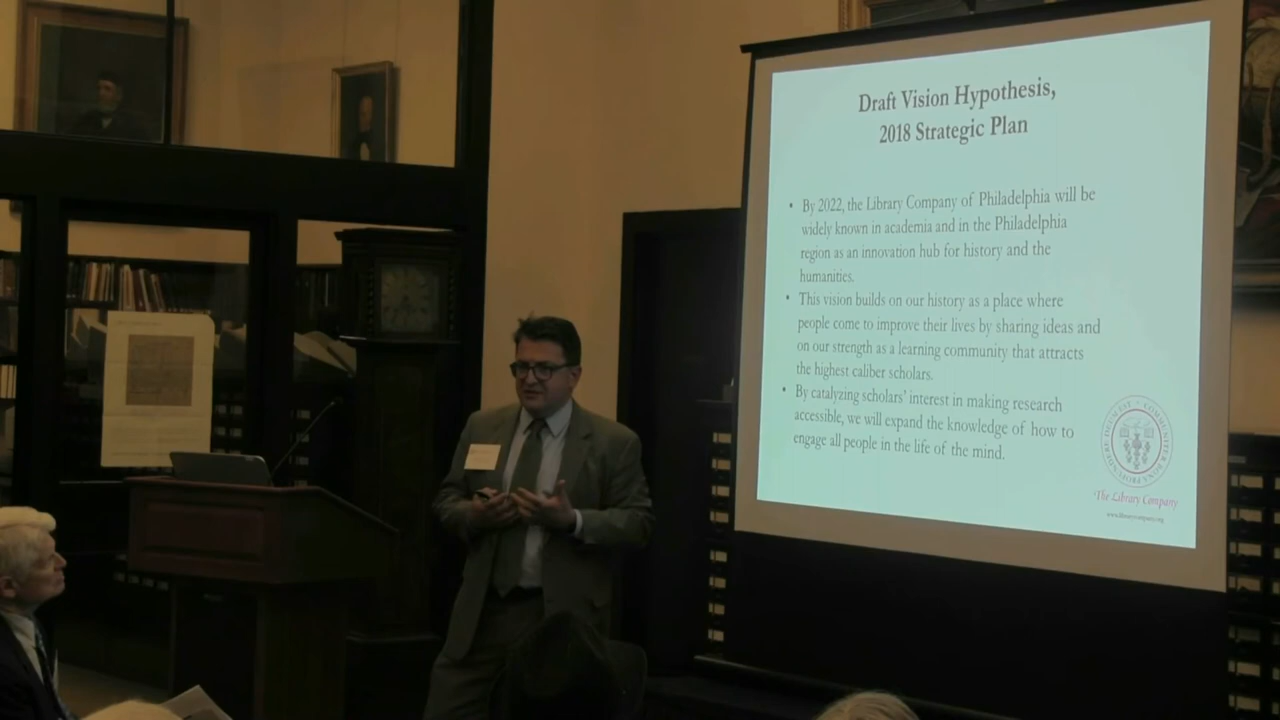 Draft Vision Hypothesis,
2018 Strategic Plan
• By 2022, the Library Company of Philadelphia will be
widely known in academia and in the Philadelphia
region as an innovation hub for history and the
humanities.
• This vision builds on our history as a place where
people come to improve their lives by sharing ideas and
on our strength as a learning community that attracts
the highest caliber scholars.
• By catalyzing scholars' interest in making research
accessible, we will expand the knowledge of how to
engage all people in the life of the mind.
The Library Company
www.librarycompany.org